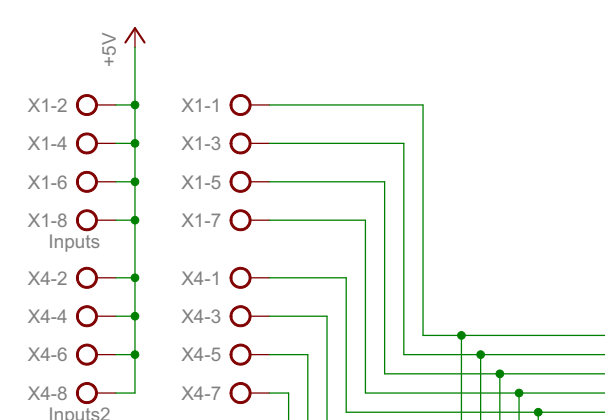 +5V
X1-2 X1-1
X1-4 X1-3
X1-6 X1-5
X1-8 X1-7
Inputs
X4-2 X4-1
X4-4 X4-3
X4-6 X4-5
X4-8 X4-7
Inputs2